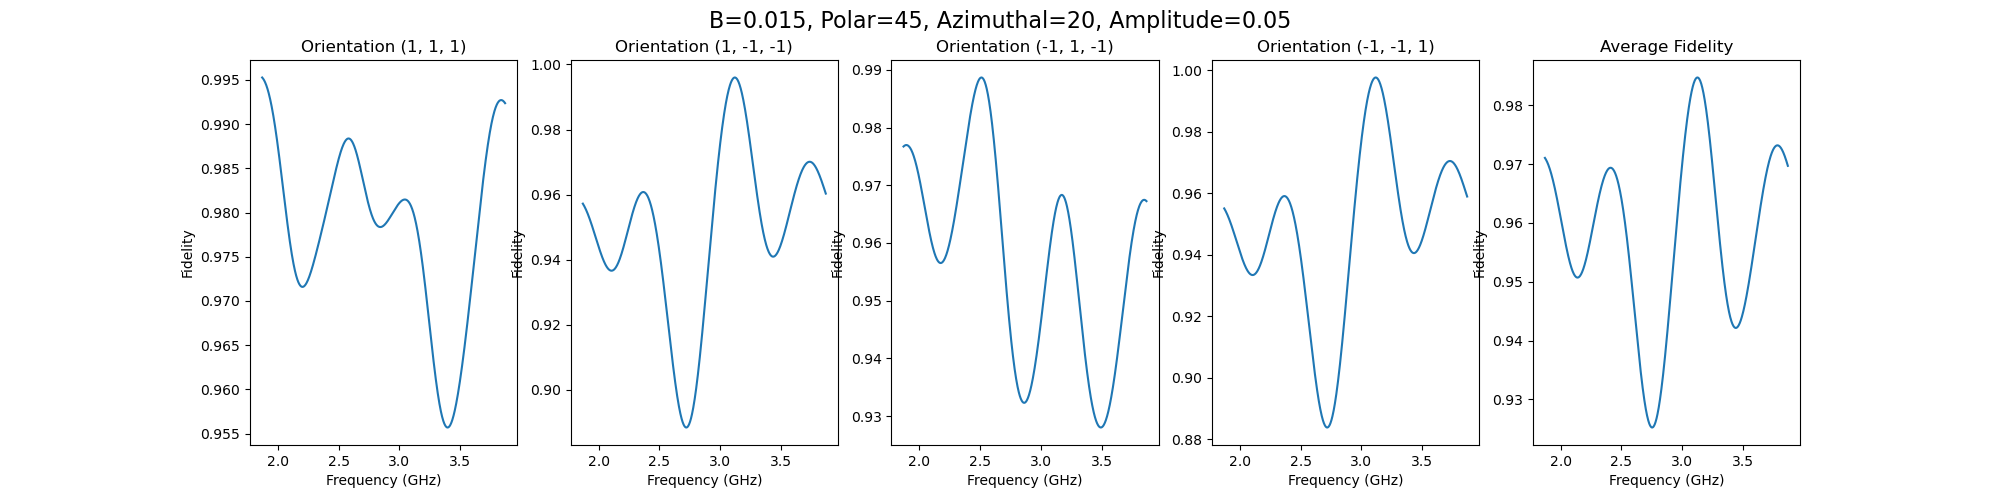 B=0.015, Polar=45, Azimuthal=20, Amplitude=0.05
Orientation (1, 1, 1)
0.995
0.990
0.985
0.980
0.975
0.970
0.965
0.960
0.955
Fidelity
2.0 2.5 3.0 3.5
Frequency (GHz)
Orientation (1, -1, -1)
1.00
0.98
0.96
0.94
0.92
0.90
Fidelity
2.0 2.5 3.0 3.5
Frequency (GHz)
Orientation (-1, 1, -1)
0.99
0.98
0.97
0.96
0.95
0.94
0.93
Fidelity
2.0 2.5 3.0 3.5
Frequency (GHz)
Orientation (-1, -1, 1)
1.00
0.98
0.96
0.94
0.92
0.90
0.88
Fidelity
2.0 2.5 3.0 3.5
Frequency (GHz)
Average Fidelity
0.98
0.97
0.96
0.95
0.94
0.93
Fidelity
2.0 2.5 3.0 3.5
Frequency (GHz)